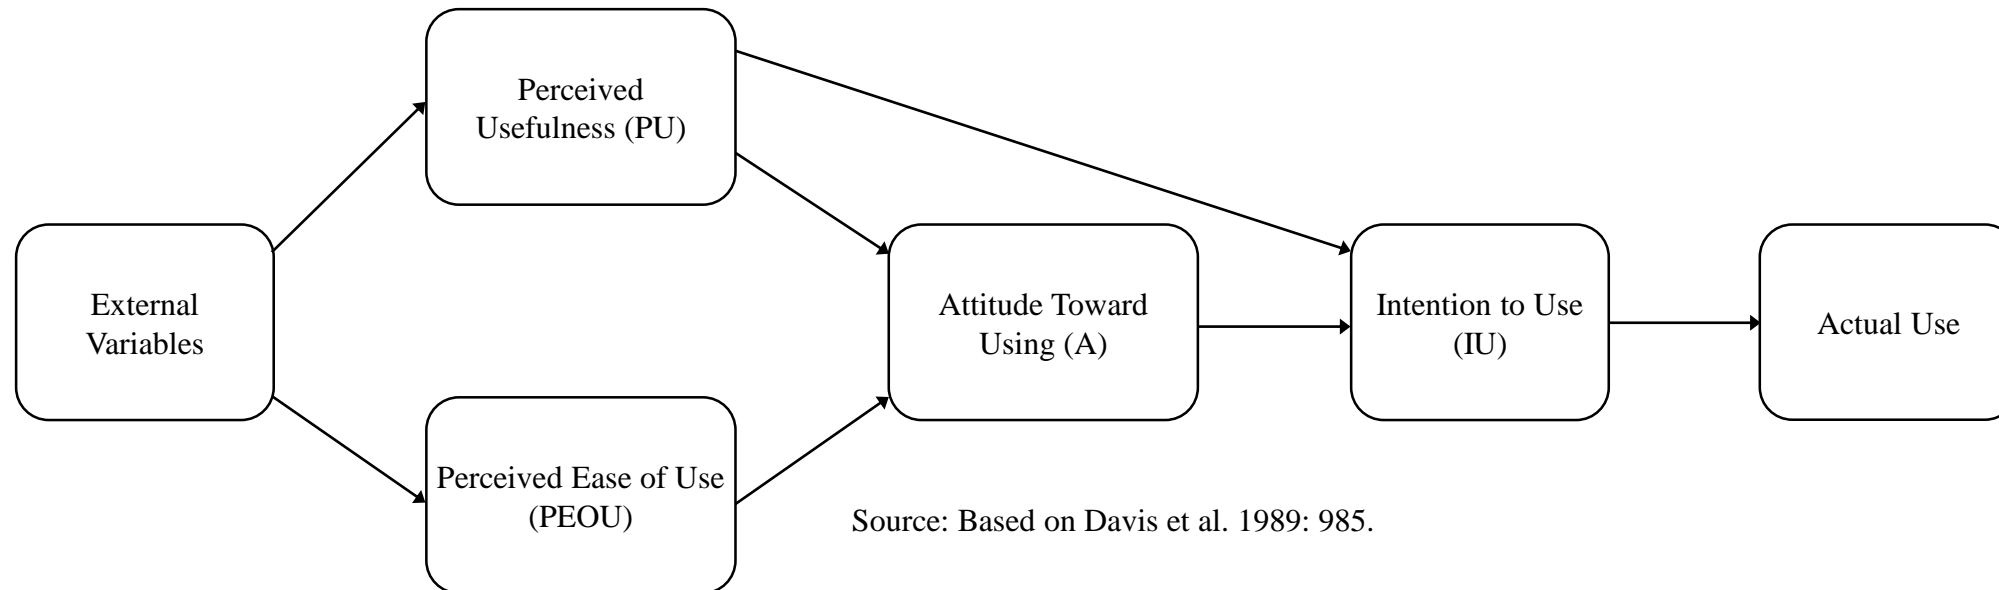 Perceived
Usefulness (PU)
External
Variables
Attitude Toward
Using (A)
Intention to Use
(IU)
Actual Use
Perceived Ease of Use
(PEOU)
Source: Based on Davis et al. 1989: 985.